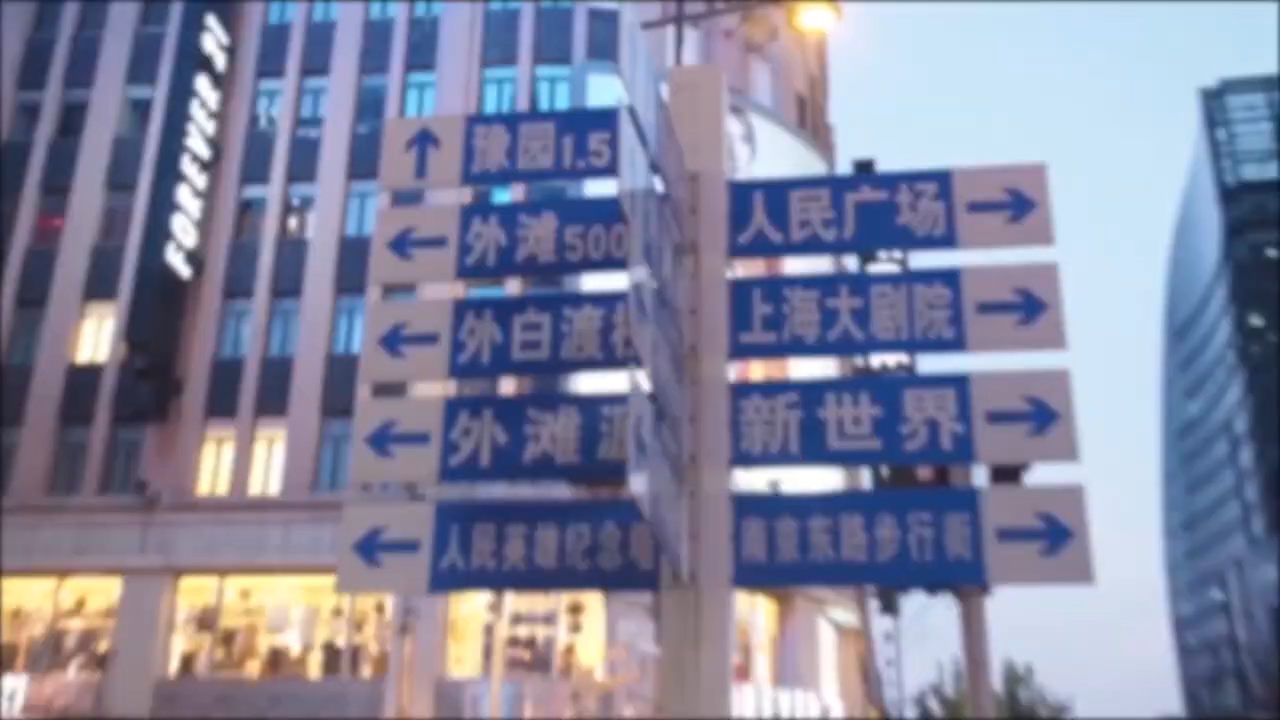 FOREVER 21
豫园1.5
外滩500
外白渡
外滩源
人民英雄纪念
人民广场
上海大剧院
新世界
南京东路步行街